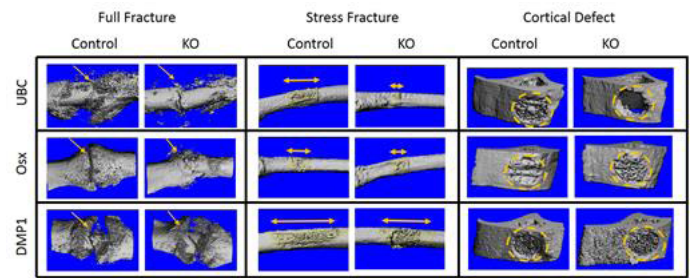 Full Fracture Stress Fracture Cortical Defect
Control KO Control KO Control KO
UBC
Osx
DMP1